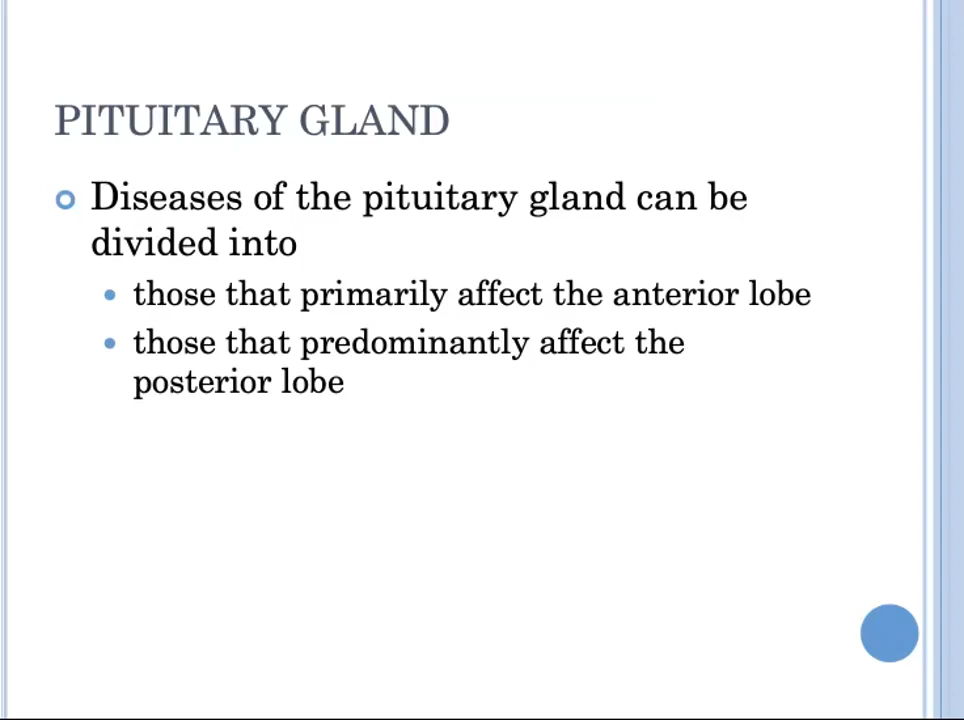 PITUITARY GLAND
Diseases of the pituitary gland can be
divided into
those that primarily affect the anterior lobe
those that predominantly affect the
posterior lobe